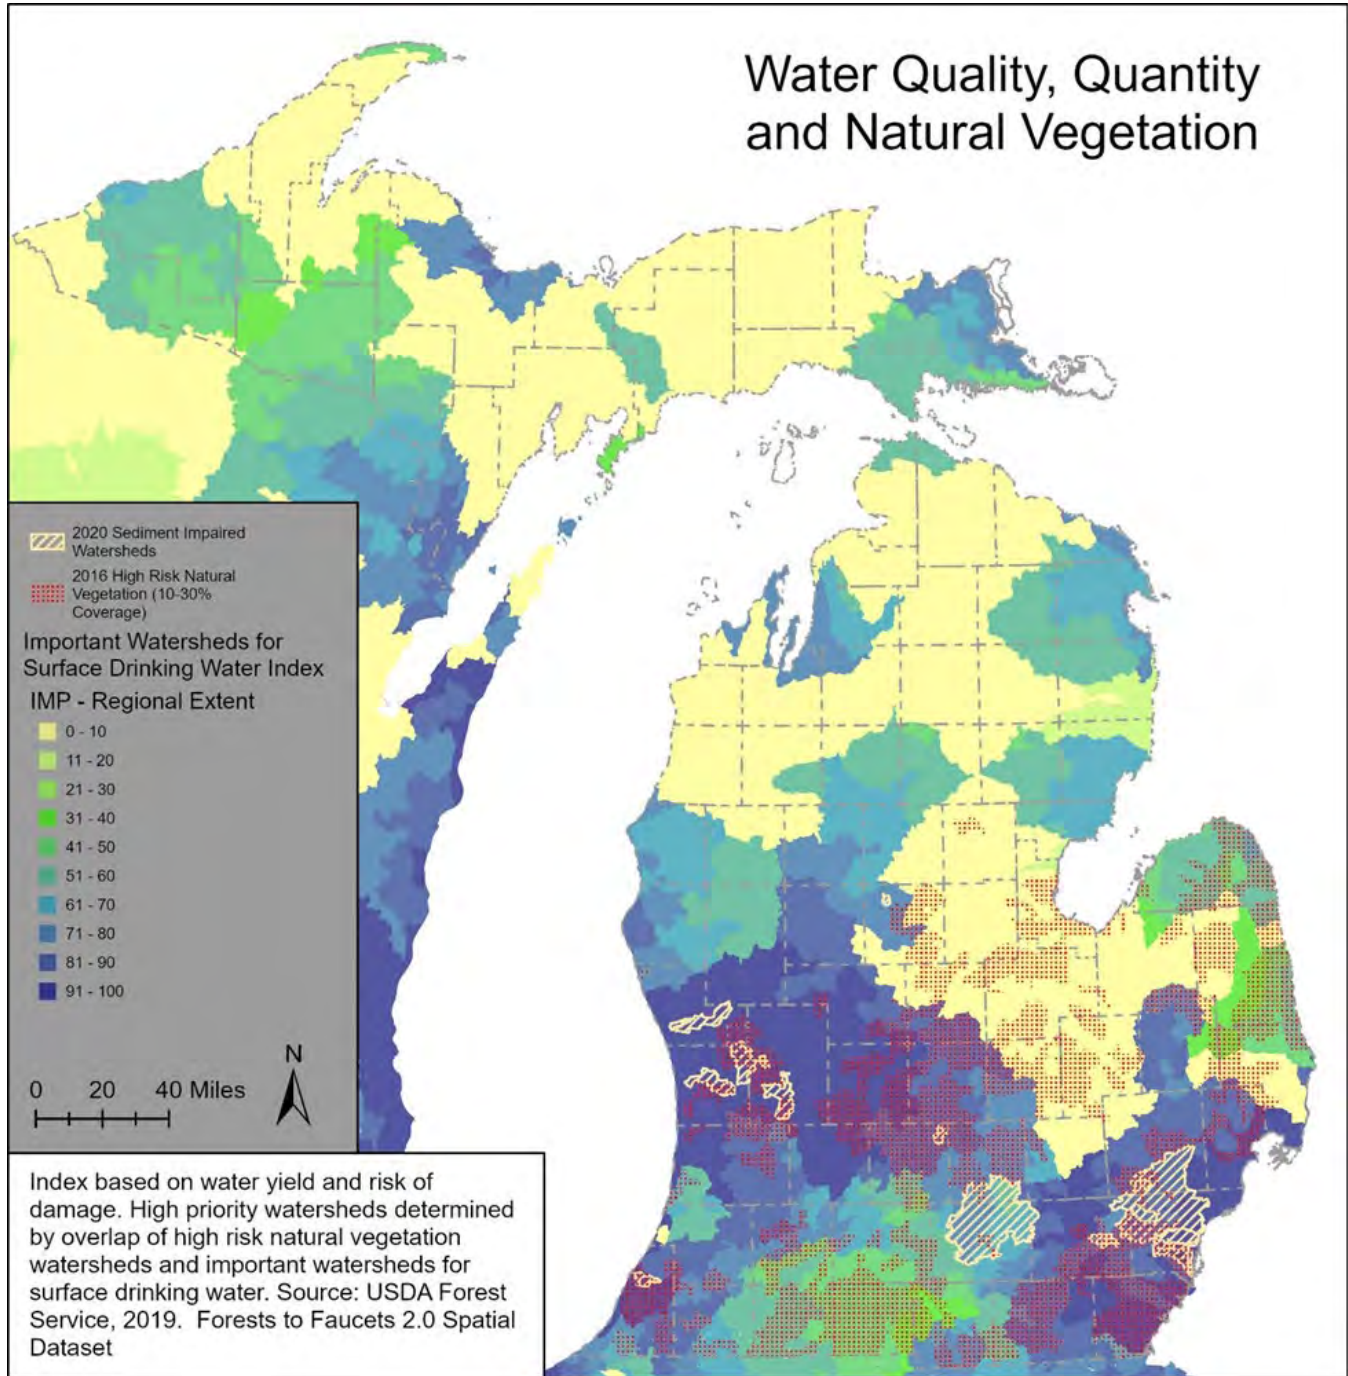 Water Quality, Quantity
and Natural Vegetation
2020 Sediment Impaired
Watersheds
2016 High Risk Natural
Vegetation (10-30%
Coverage)
Important Watersheds for
Surface Drinking Water Index
IMP - Regional Extent
0 - 10
11 - 20
21 - 30
31 - 40
41 - 50
51 - 60
61 - 70
71 - 80
81 - 90
91 - 100
N
0 20 40 Miles
Index based on water yield and risk of
damage. High priority watersheds determined
by overlap of high risk natural vegetation
watersheds and important watersheds for
surface drinking water. Source: USDA Forest
Service, 2019. Forests to Faucets 2.0 Spatial
Dataset